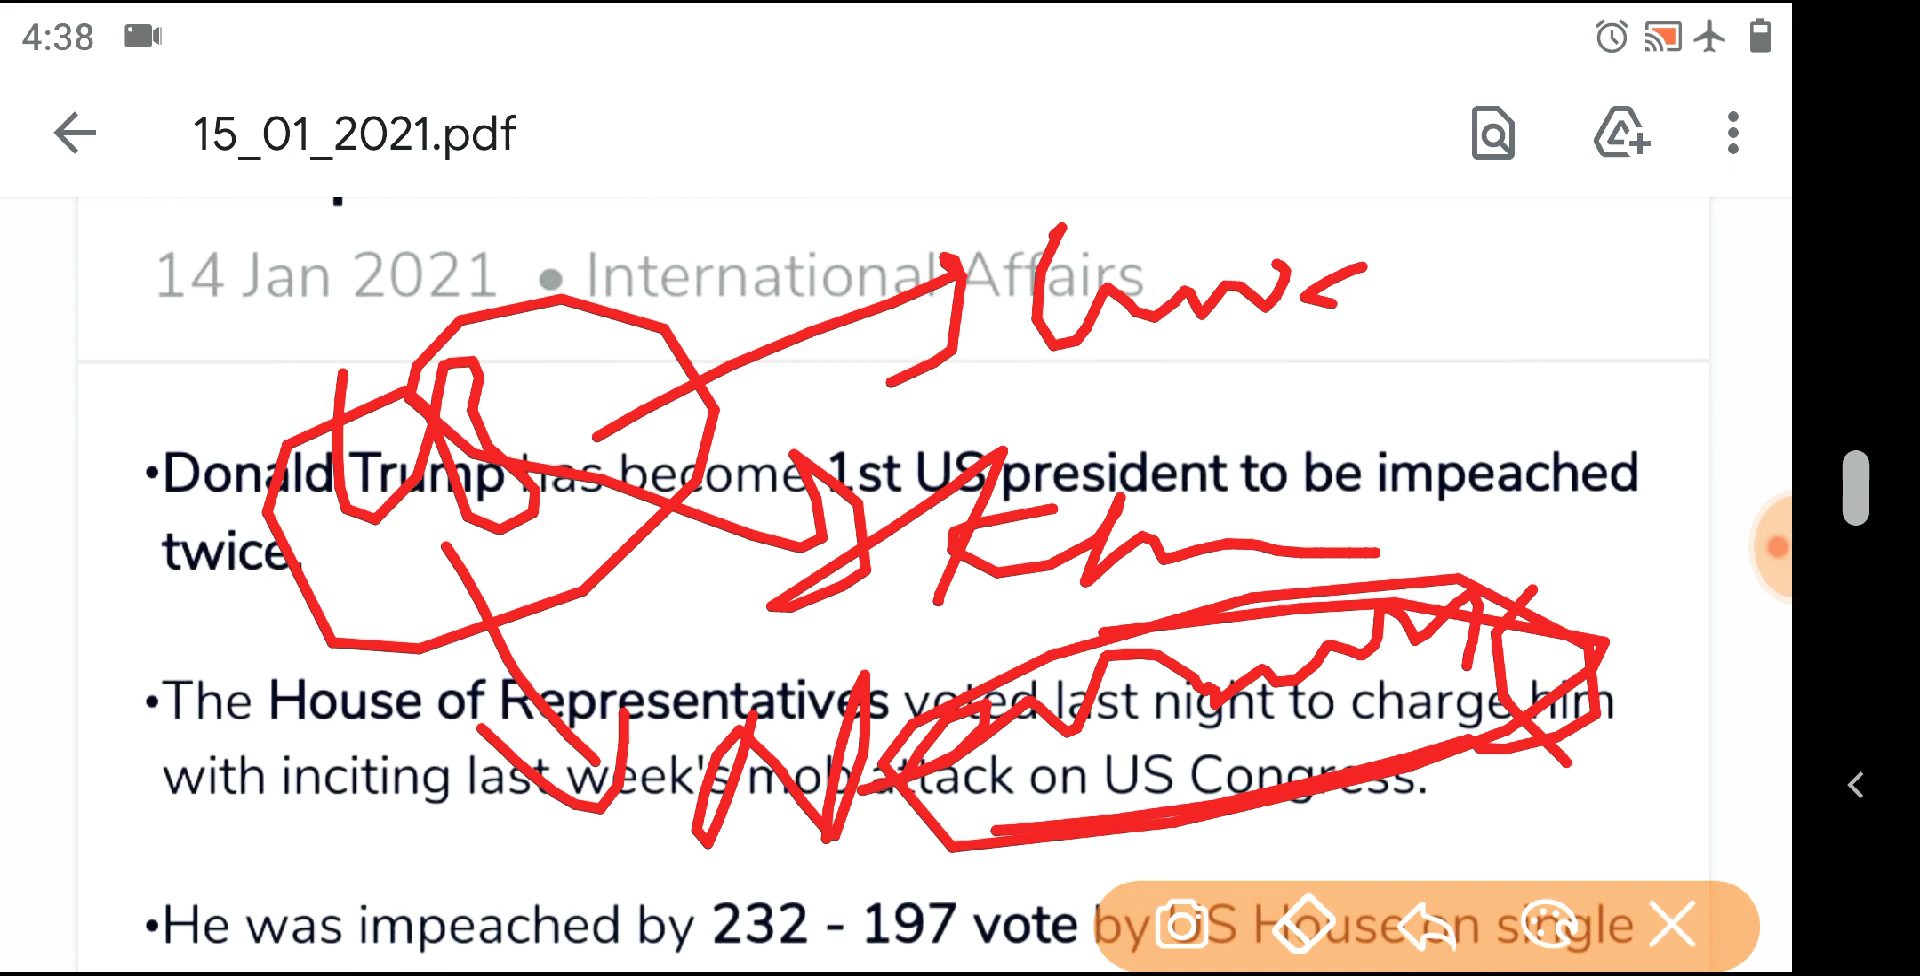 4:38
15_01_2021.pdf
14 Jan 2021 • International Affairs
•Donald Trump has become 1st US president to be impeached
twice.
•The House of Representatives voted last night to charge him
with inciting last week's mob attack on US Congress.
•He was impeached by 232 - 197 vote by US House on single
US